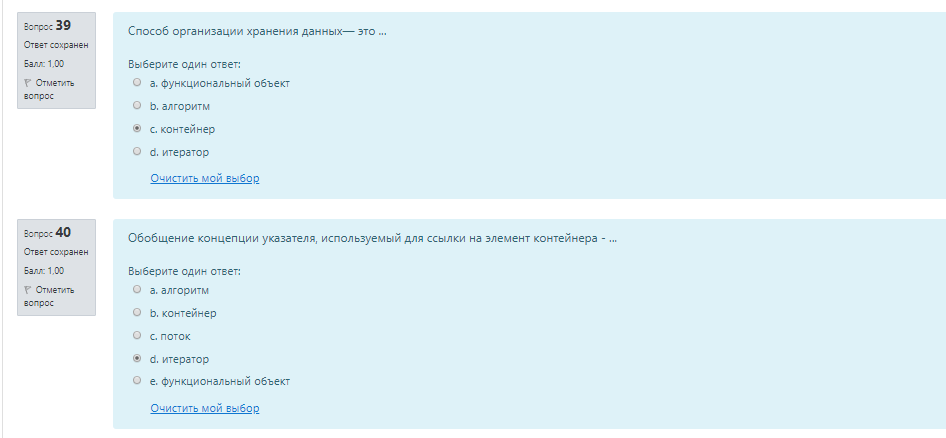 Вопрос 39
Ответ сохранен
Балл: 1,00
Отметить
вопрос
Способ организации хранения данных— это ...
Выберите один ответ:
a. функциональный объект
b. алгоритм
c. контейнер
d. итератор
Очистить мой выбор
Вопрос 40
Ответ сохранен
Балл: 1,00
Отметить
вопрос
Обобщение концепции указателя, используемый для ссылки на элемент контейнера - ...
Выберите один ответ:
a. алгоритм
b. контейнер
c. поток
d. итератор
e. функциональный объект
Очистить мой выбор